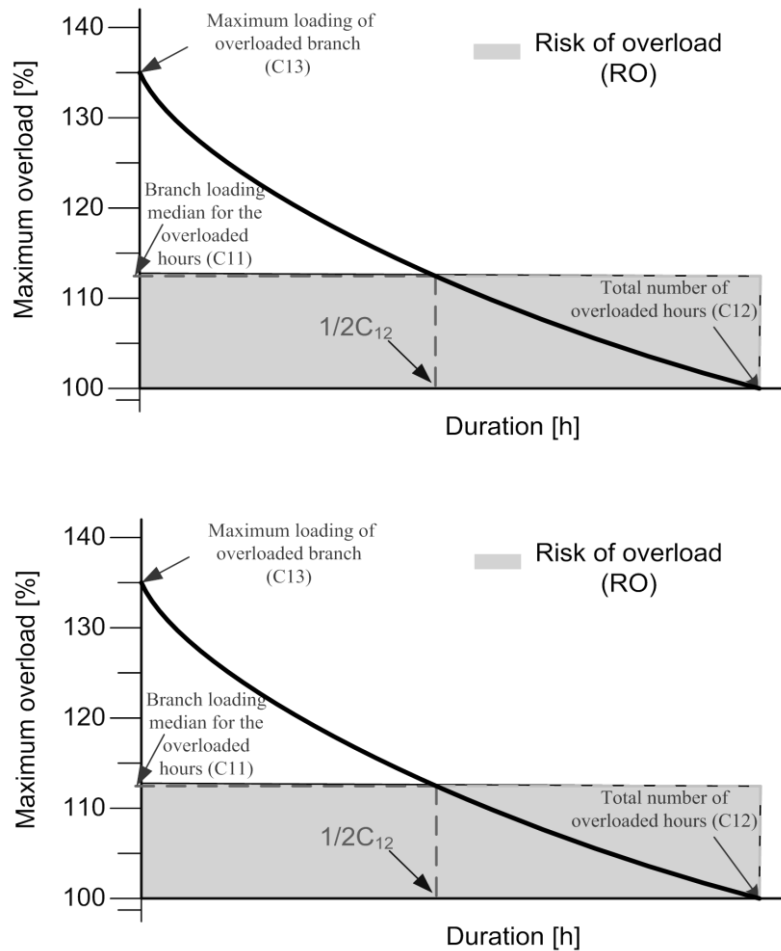 140
Maximum loading of
overloaded branch
(C13)
Risk of overload
(RO)
130
Maximum overload [%]
Branch loading
median for the
overloaded
hours (C11)
120
110
Total number of
overloaded hours (C12)
1/2C₁₂
100
Duration [h]
140
Maximum loading of
overloaded branch
(C13)
Risk of overload
(RO)
130
Maximum overload [%]
Branch loading
median for the
overloaded
hours (C11)
120
110
Total number of
overloaded hours (C12)
1/2C₁₂
100
Duration [h]